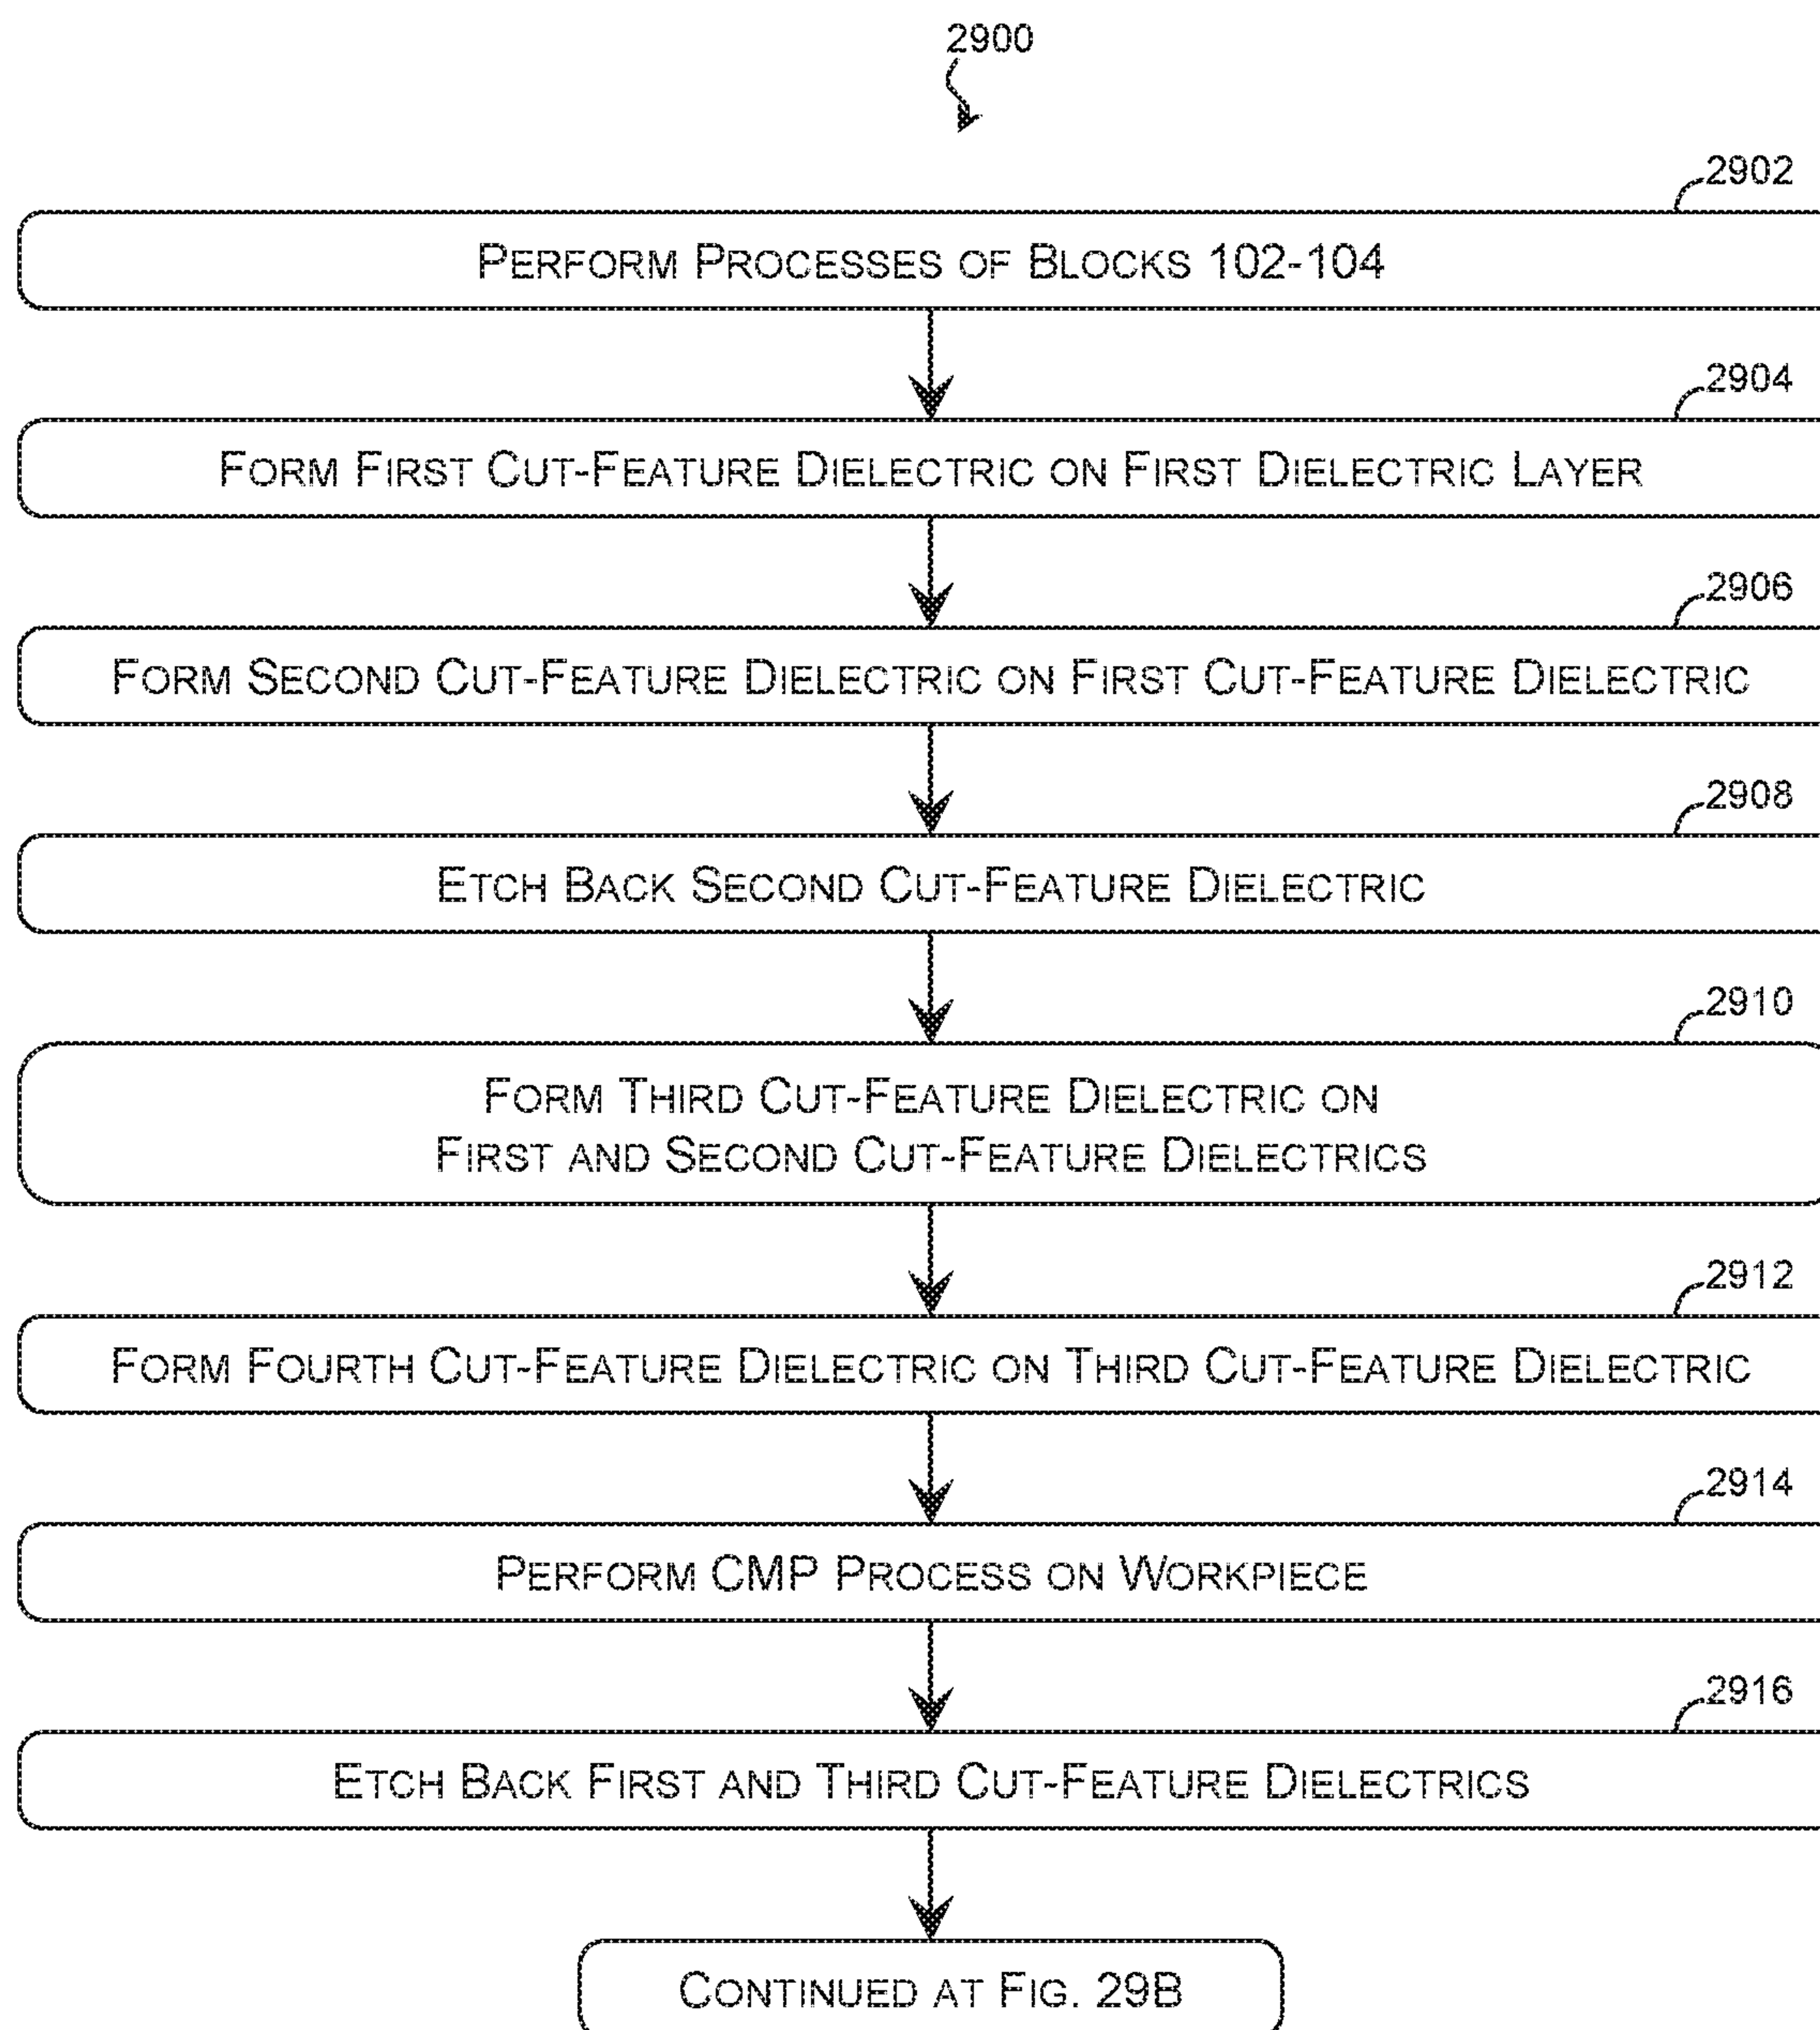 2900
2902
PERFORM PROCESSES OF BLOCKS 102-104
2904
FORM FIRST CUT-FEATURE DIELECTRIC ON FIRST DIELECTRIC LAYER
2906
FORM SECOND CUT-FEATURE DIELECTRIC ON FIRST CUT-FEATURE DIELECTRIC
2908
ETCH BACK SECOND CUT-FEATURE DIELECTRIC
2910
FORM THIRD CUT-FEATURE DIELECTRIC ON
FIRST AND SECOND CUT-FEATURE DIELECTRICS
2912
FORM FOURTH CUT-FEATURE DIELECTRIC ON THIRD CUT-FEATURE DIELECTRIC
2914
PERFORM CMP PROCESS ON WORKPIECE
2916
ETCH BACK FIRST AND THIRD CUT-FEATURE DIELECTRICS
CONTINUED AT FIG. 29B